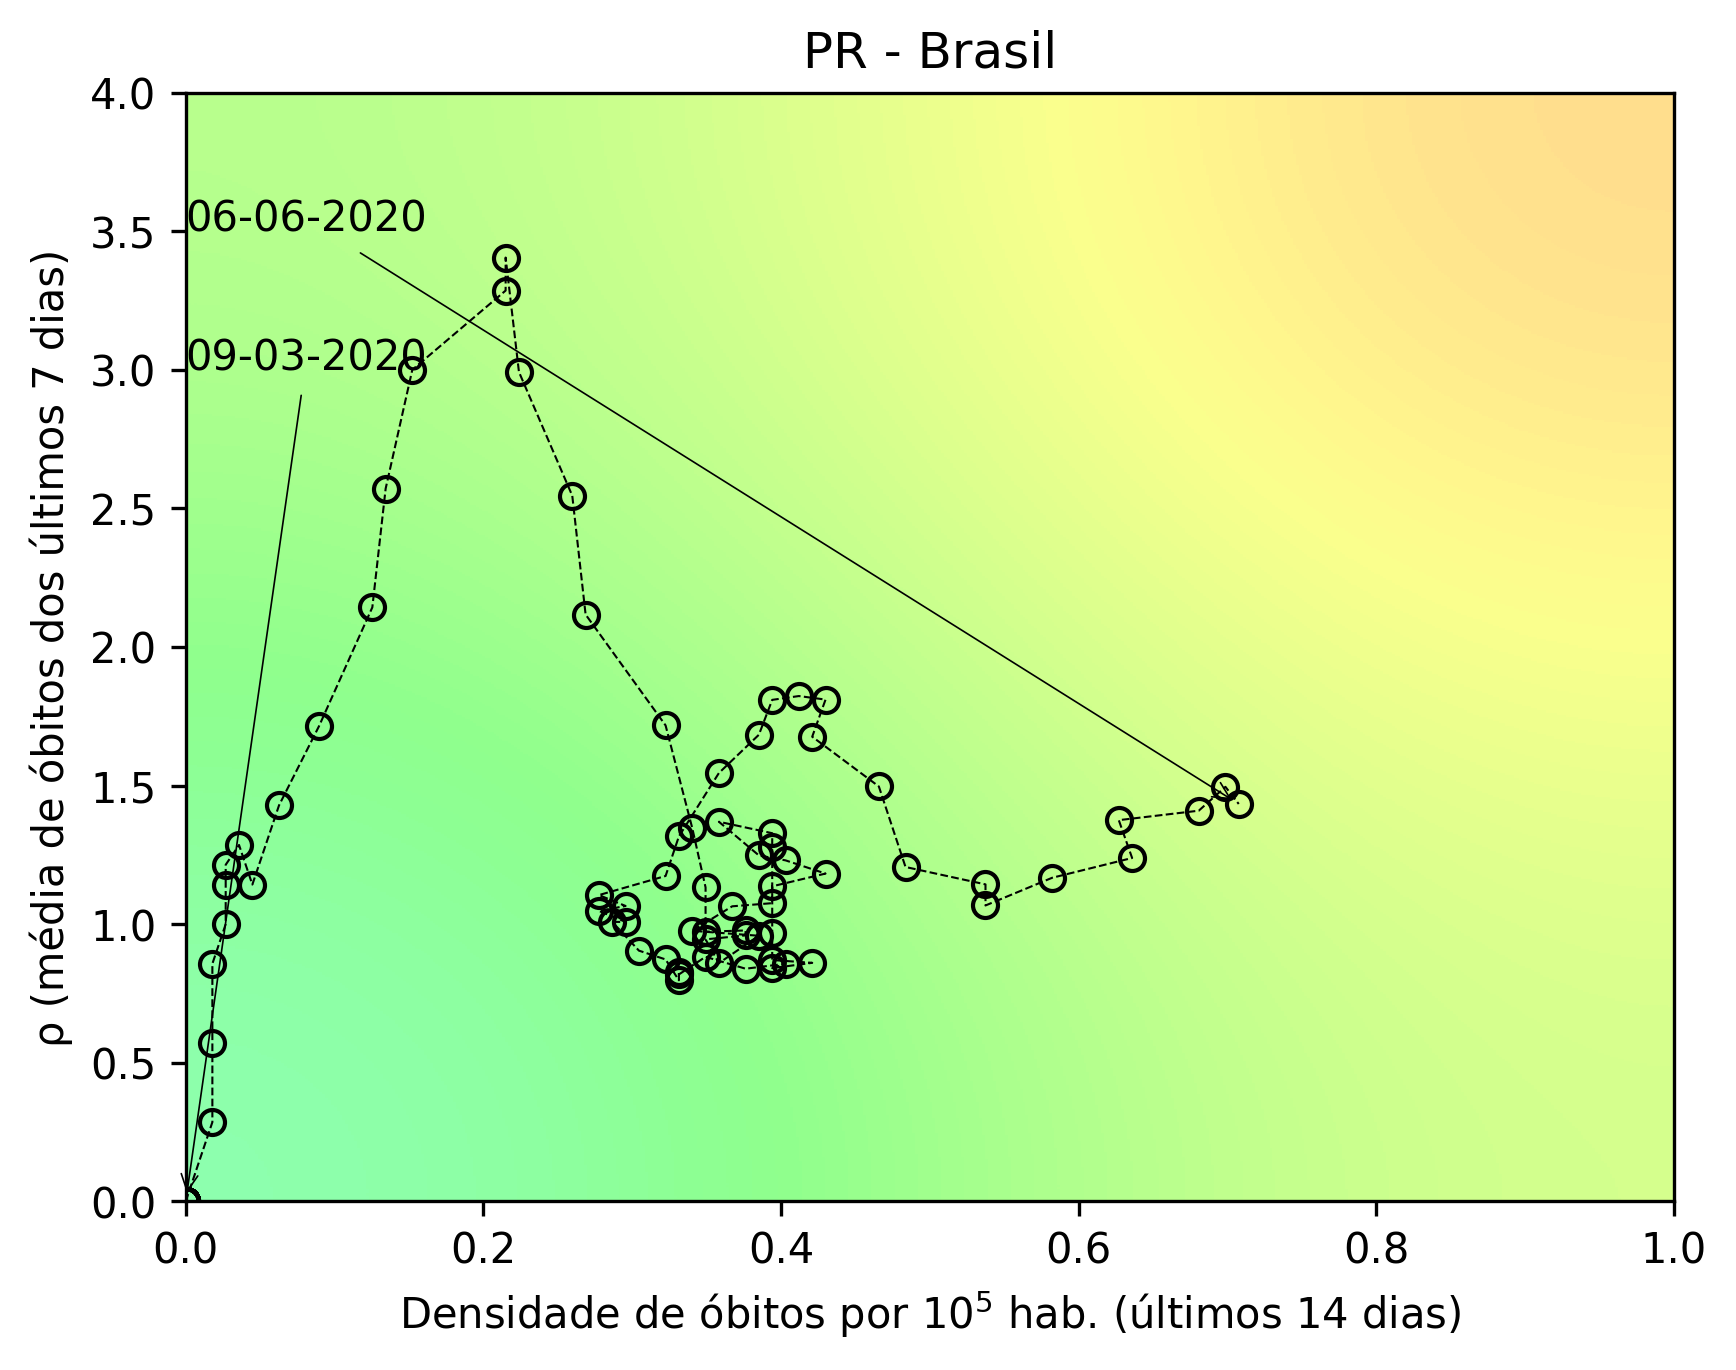 PR - Brasil
4.0
3.5
3.0
2.5
2.0
1.5
1.0
0.5
0.0
ρ (média de óbitos dos últimos 7 dias)
06-06-2020
09-03-2020
0.0 0.2 0.4 0.6 0.8 1.0
Densidade de óbitos por 10⁵ hab. (últimos 14 dias)